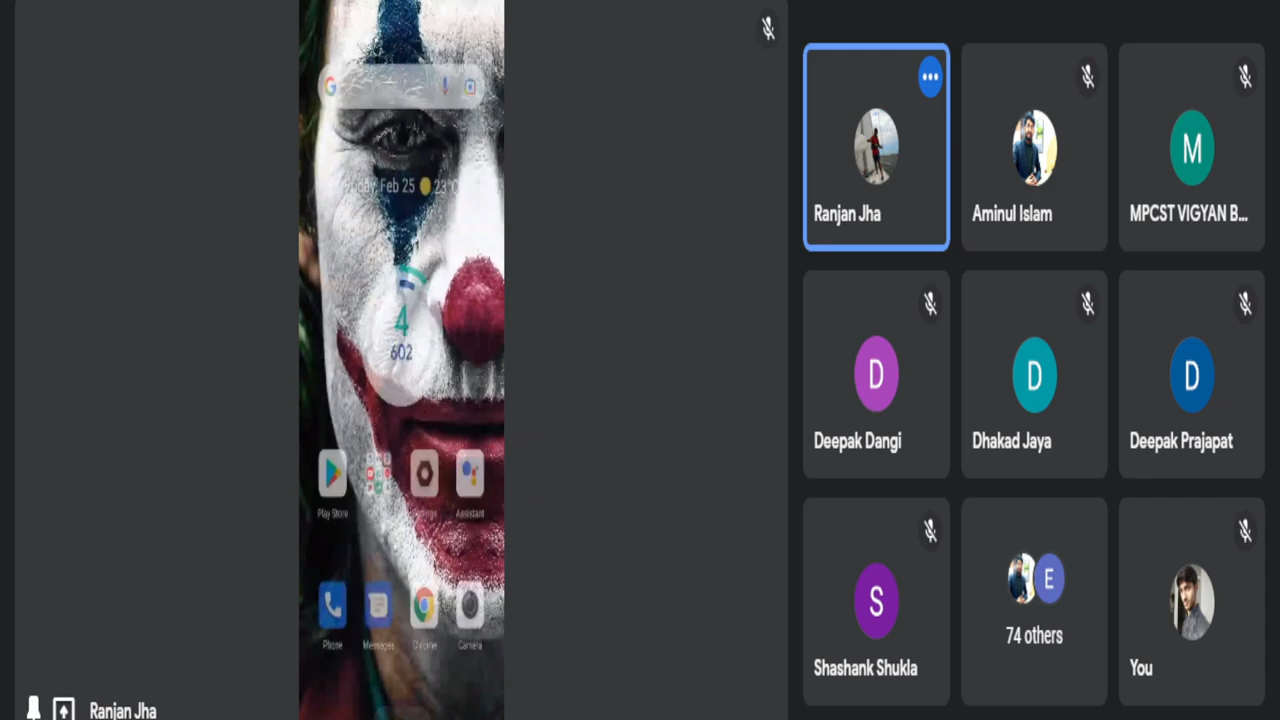 Feb 25 23°C
4
602
Play Store
Assistant
Phone Messages Chrome Camera
Ranjan Jha
Ranjan Jha
Aminul Islam
M
MPCST VIGYAN B...
D
Deepak Dangi
D
Dhakad Jaya
D
Deepak Prajapat
S
Shashank Shukla
E
74 others
You